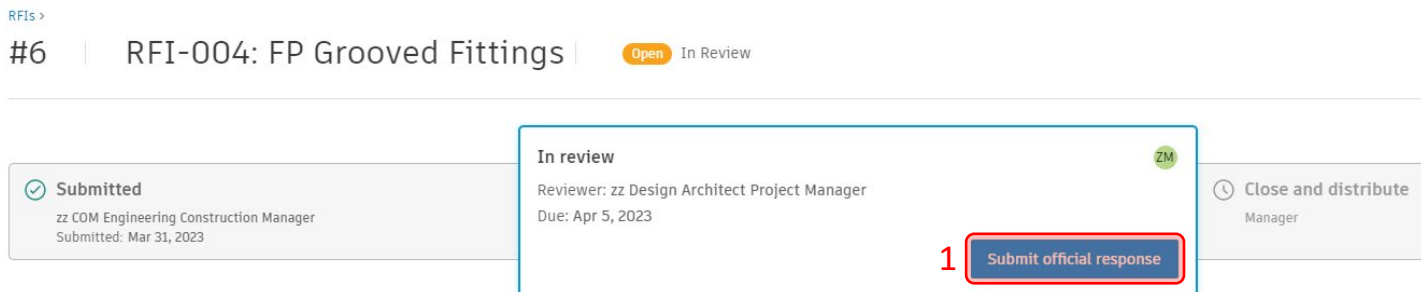 RFIs >
#6 RFI-004: FP Grooved Fittings Open In Review
Submitted
zz COM Engineering Construction Manager
Submitted: Mar 31, 2023
In review ZM
Reviewer: zz Design Architect Project Manager
Due: Apr 5, 2023
1 Submit official response
Close and distribute
Manager